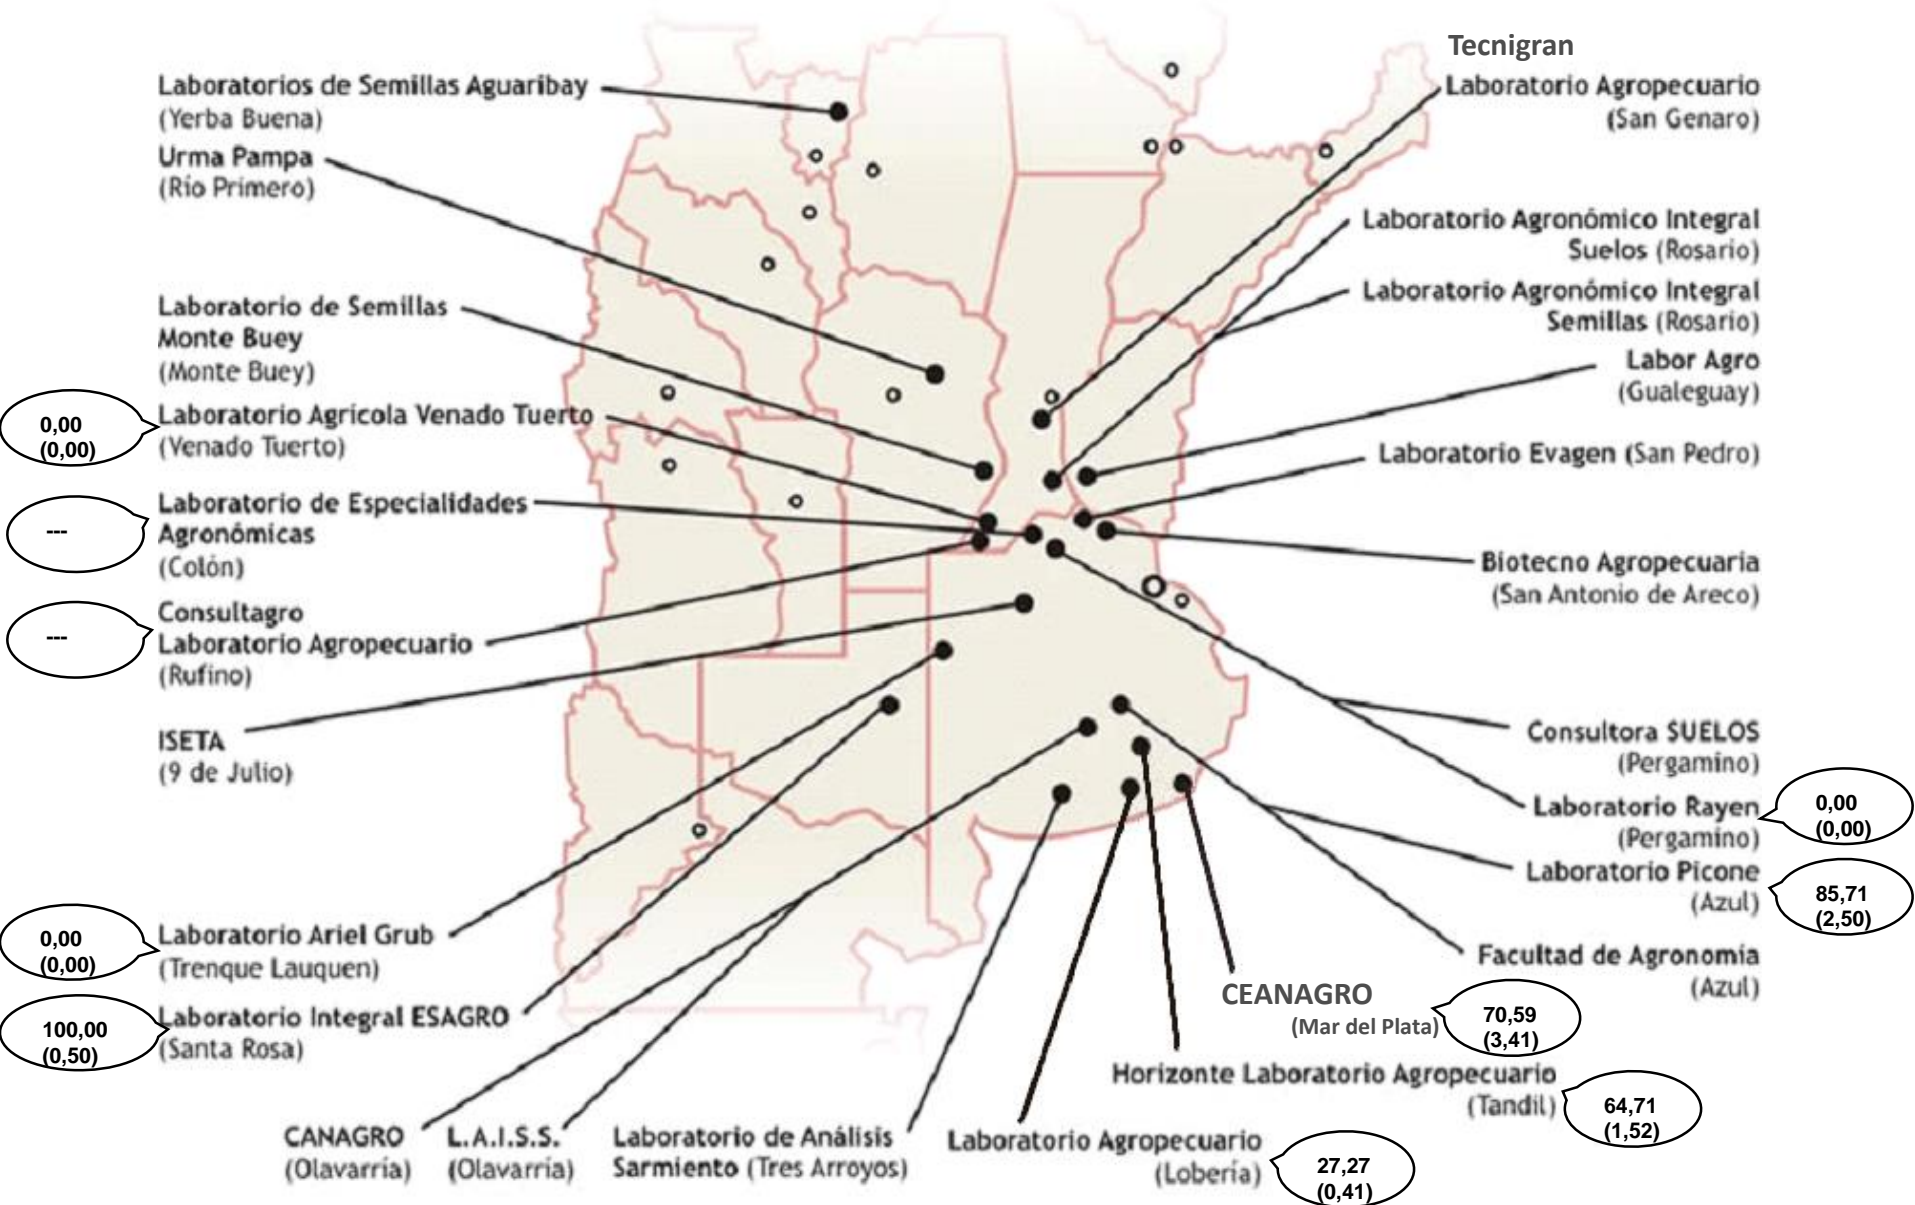 Laboratorios de Semillas Aguaribay
(Yerba Buena)
Urma Pampa
(Río Primero)
Laboratorio de Semillas
Monte Buey
(Monte Buey)
0,00
(0,00)
Laboratorio Agrícola Venado Tuerto
(Venado Tuerto)
---
Laboratorio de Especialidades
Agronómicas
(Colón)
---
Consultagro
Laboratorio Agropecuario
(Rufino)
ISETA
(9 de Julio)
0,00
(0,00)
Laboratorio Ariel Grub
(Trenque Lauquen)
100,00
(0,50)
Laboratorio Integral ESAGRO
(Santa Rosa)
CANAGRO
(Olavarría)
L.A.I.S.S.
(Olavarría)
Laboratorio de Análisis
Sarmiento (Tres Arroyos)
Laboratorio Agropecuario
(Lobería)
27,27
(0,41)
Horizonte Laboratorio Agropecuario
(Tandil)
64,71
(1,52)
CEANAGRO
(Mar del Plata)
70,59
(3,41)
Tecnigran
Laboratorio Agropecuario
(San Genaro)
Laboratorio Agronómico Integral
Suelos (Rosario)
Laboratorio Agronómico Integral
Semillas (Rosario)
Labor Agro
(Gualeguay)
Laboratorio Evagen (San Pedro)
Biotecno Agropecuaria
(San Antonio de Areco)
Consultora SUELOS
(Pergamino)
Laboratorio Rayen
(Pergamino)
0,00
(0,00)
Laboratorio Picone
(Azul)
85,71
(2,50)
Facultad de Agronomía
(Azul)